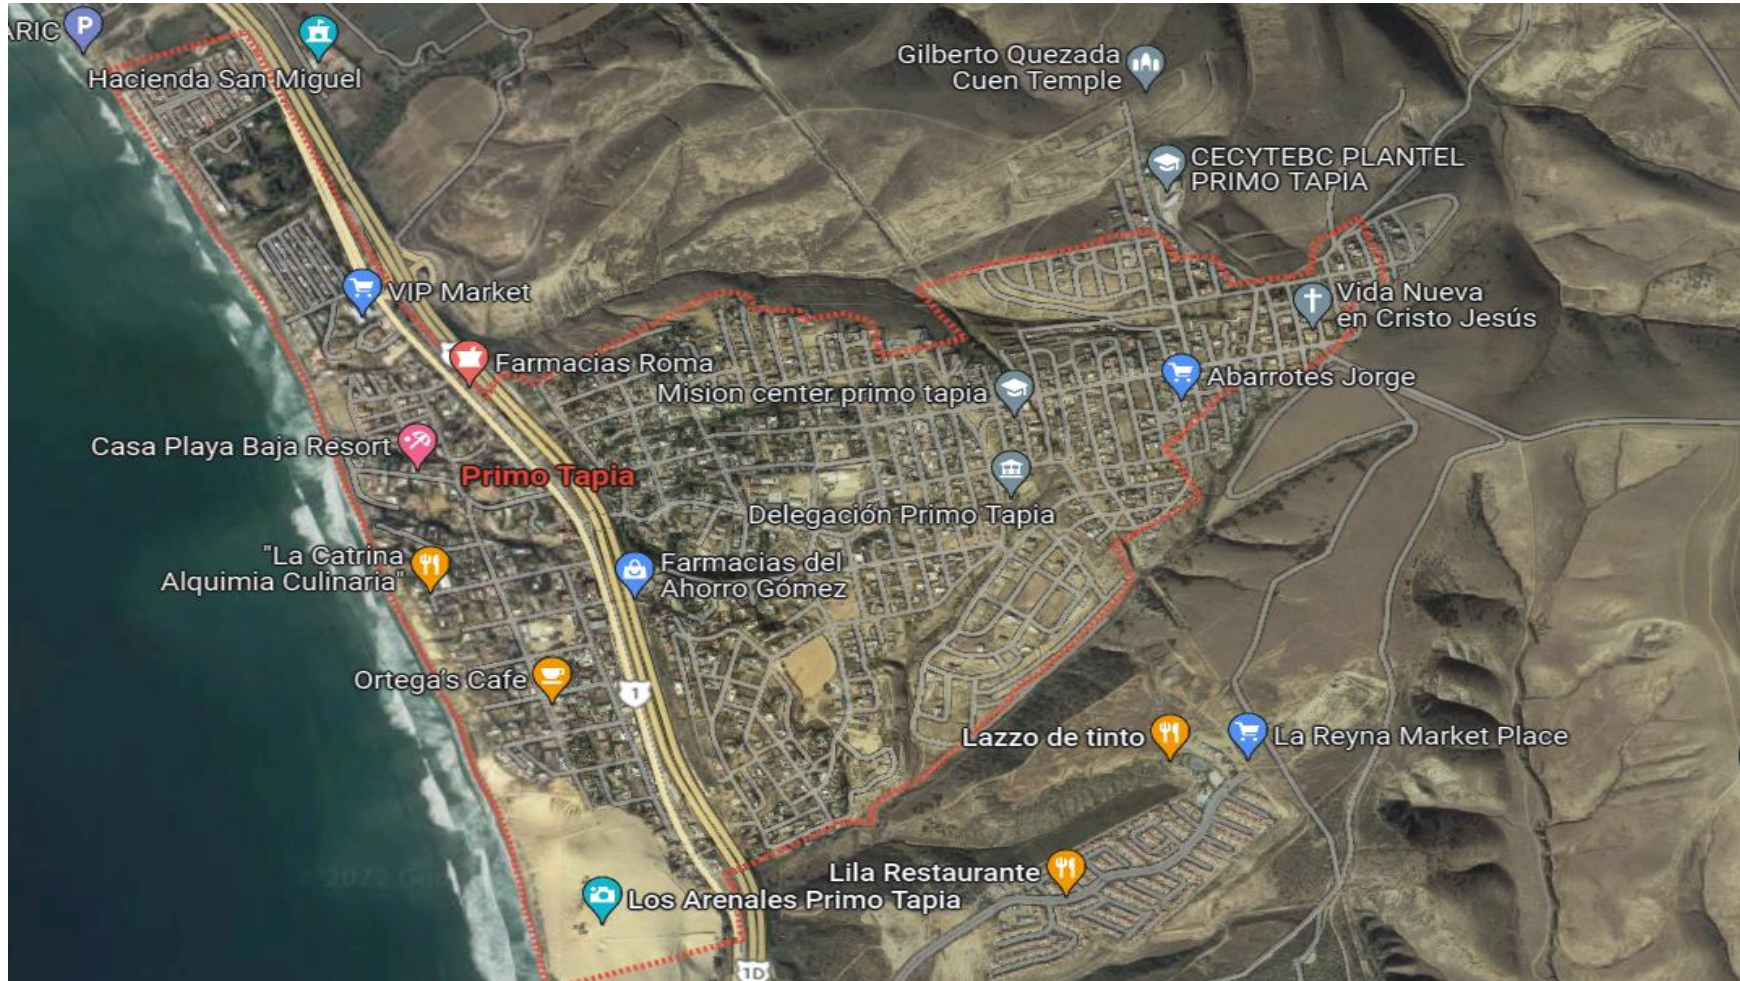 ARIC
P
Hacienda San Miguel
Gilberto Quezada
Cuen Temple
CECYTEBC PLANTEL
PRIMO TAPIA
VIP Market
Vida Nueva
en Cristo Jesús
Farmacias Roma
Mision center primo tapia
Abarrotes Jorge
Casa Playa Baja Resort
Primo Tapia
Delegación Primo Tapia
"La Catrina
Alquimia Culinaria"
Farmacias del
Ahorro Gómez
Ortega's Cafe
1
Lazzo de tinto
La Reyna Market Place
Lila Restaurante
Los Arenales Primo Tapia
1D